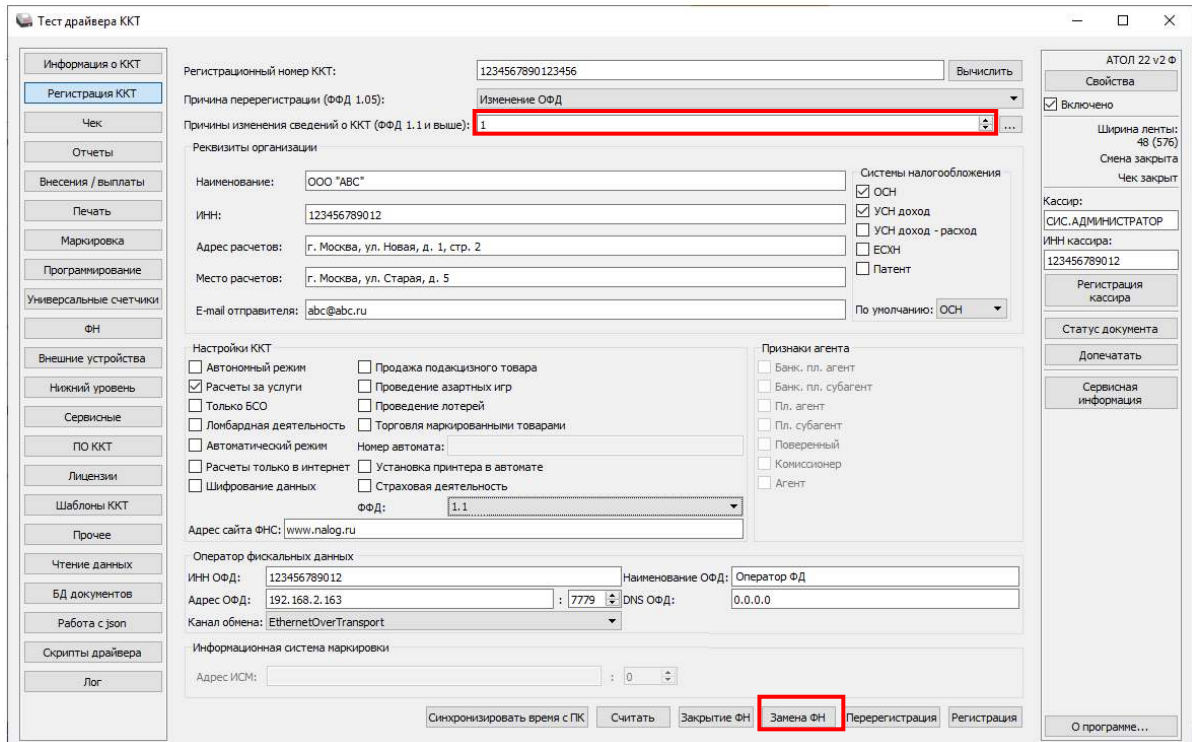 Тест драйвера ККТ
Информация о ККТ
Регистрация ККТ
Чек
Отчеты
Внесения / выплаты
Печать
Маркировка
Программирование
Универсальные счетчики
ФН
Внешние устройства
Нижний уровень
Сервисные
ПО ККТ
Лицензии
Шаблоны ККТ
Прочее
Чтение данных
БД документов
Работа с json
Скрипты драйвера
Лог
Регистрационный номер ККТ: 1234567890123456 Вычислить
Причина перерегистрации (ФФД 1.05): Изменение ОФД
Причины изменения сведений о ККТ (ФФД 1.1 и выше): 1 ...
Реквизиты организации
Наименование: ООО "АВС"
ИНН: 123456789012
Адрес расчетов: г. Москва, ул. Новая, д. 1, стр. 2
Место расчетов: г. Москва, ул. Старая, д. 5
E-mail отправителя: abc@abc.ru
Системы налогообложения
ОСН
УСН доход
УСН доход - расход
ЕСХН
Патент
По умолчанию: ОСН
Настройки ККТ
Автономный режим Продажа подакцизного товара
Расчеты за услуги Проведение азартных игр
Только БСО Проведение лотерей
Ломбардная деятельность Торговля маркированными товарами
Автоматический режим Номер автомата:
Расчеты только в интернет Установка принтера в автомате
Шифрование данных Страховая деятельность
ФФД: 1.1
Адрес сайта ФНС: www.nalog.ru
Признаки агента
Банк. пл. агент
Банк. пл. субагент
Пл. агент
Пл. субагент
Поверенный
Комиссионер
Агент
Оператор фискальных данных
ИНН ОФД: 123456789012 Наименование ОФД: Оператор ФД
Адрес ОФД: 192.168.2.163 : 7779 DNS ОФД: 0.0.0.0
Канал обмена: EthernetOverTransport
Информационная система маркировки
Адрес ИСМ: : 0
Синхронизировать время с ПК Считать Закрытие ФН Замена ФН Перерегистрация Регистрация
АТОЛ 22 v2 Ф
Свойства
Включено
Ширина ленты:
48 (576)
Смена закрыта
Чек закрыт
Кассир:
СИС.АДМИНИСТРАТОР
ИНН кассира:
123456789012
Регистрация
кассира
Статус документа
Допечатать
Сервисная
информация
О программе...